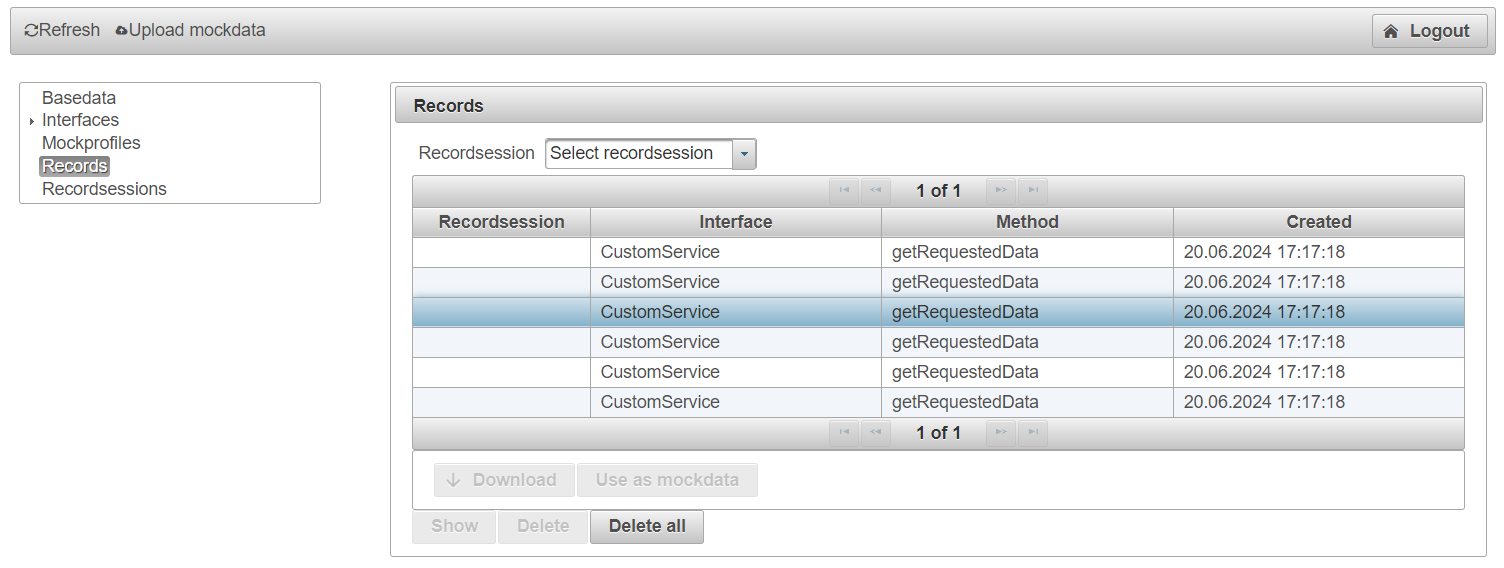 Refresh Upload mockdata Logout
Basedata
Interfaces
Mockprofiles
Records
Recordsessions
Records
Recordsession Select recordsession
1 of 1
Recordsession Interface Method Created
CustomService getRequestedData 20.06.2024 17:17:18
CustomService getRequestedData 20.06.2024 17:17:18
CustomService getRequestedData 20.06.2024 17:17:18
CustomService getRequestedData 20.06.2024 17:17:18
CustomService getRequestedData 20.06.2024 17:17:18
CustomService getRequestedData 20.06.2024 17:17:18
1 of 1
Download Use as mockdata
Show Delete Delete all